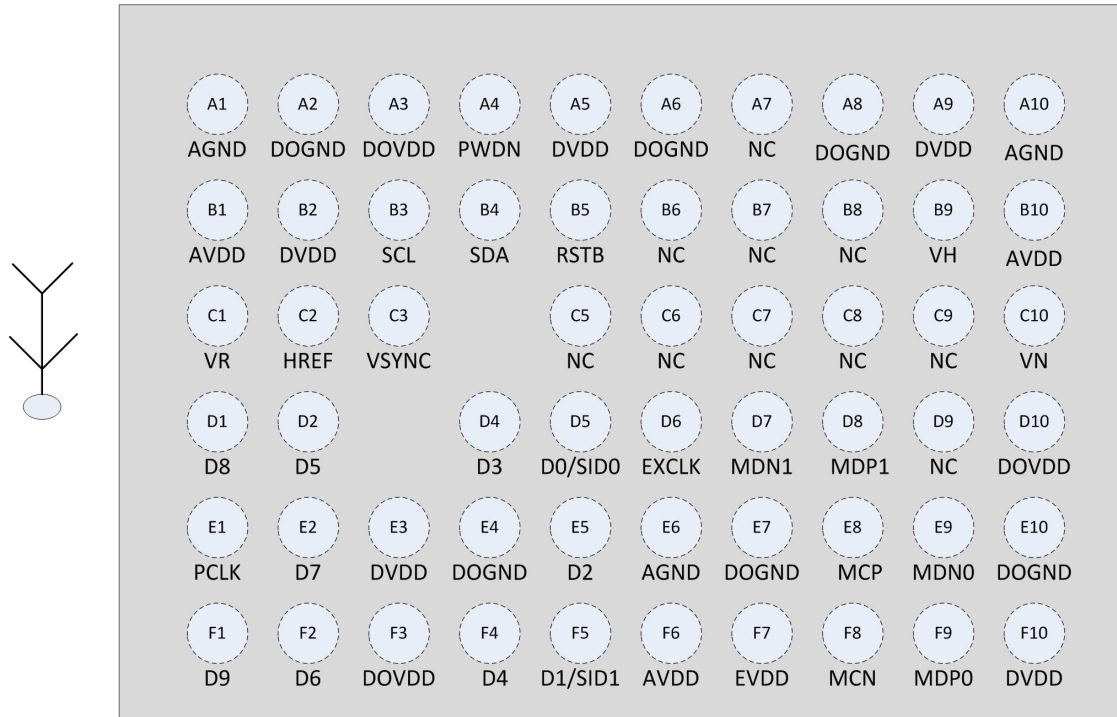 A1 A2 A3 A4 A5 A6 A7 A8 A9 A10
AGND DOGND DOVDD PWDN DVDD DOGND NC DOGND DVDD AGND
B1 B2 B3 B4 B5 B6 B7 B8 B9 B10
AVDD DVDD SCL SDA RSTB NC NC NC VH AVDD
C1 C2 C3 C5 C6 C7 C8 C9 C10
VR HREF VSYNC NC NC NC NC NC VN
D1 D2 D4 D5 D6 D7 D8 D9 D10
D8 D5 D3 D0/SID0 EXCLK MDN1 MDP1 NC DOVDD
E1 E2 E3 E4 E5 E6 E7 E8 E9 E10
PCLK D7 DVDD DOGND D2 AGND DOGND MCP MDN0 DOGND
F1 F2 F3 F4 F5 F6 F7 F8 F9 F10
D9 D6 DOVDD D4 D1/SID1 AVDD EVDD MCN MDP0 DVDD